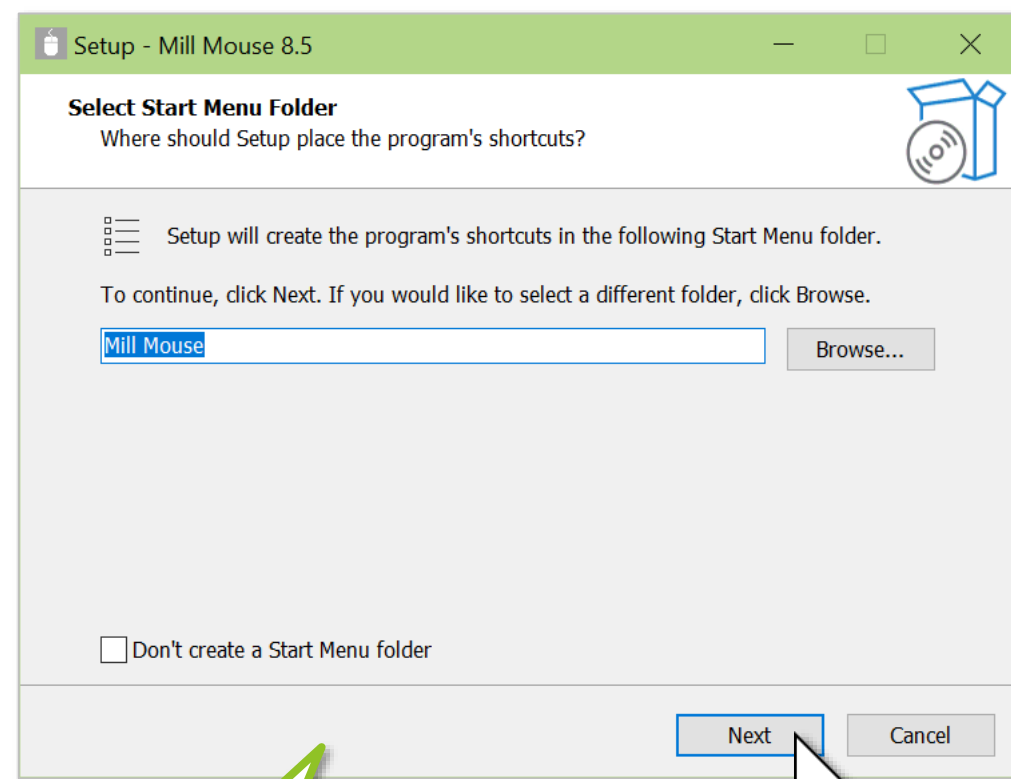 Setup - Mill Mouse 8.5
Select Start Menu Folder
Where should Setup place the program's shortcuts?
Setup will create the program's shortcuts in the following Start Menu folder.
To continue, click Next. If you would like to select a different folder, click Browse.
Mill Mouse
Browse...
Don't create a Start Menu folder
Next
Cancel